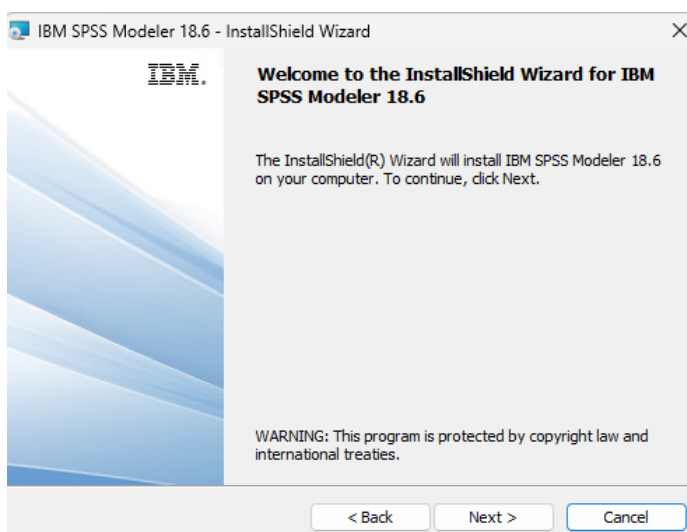 IBM SPSS Modeler 18.6 - InstallShield Wizard
IBM.
Welcome to the InstallShield Wizard for IBM
SPSS Modeler 18.6
The InstallShield(R) Wizard will install IBM SPSS Modeler 18.6
on your computer. To continue, click Next.
WARNING: This program is protected by copyright law and
international treaties.
< Back
Next >
Cancel